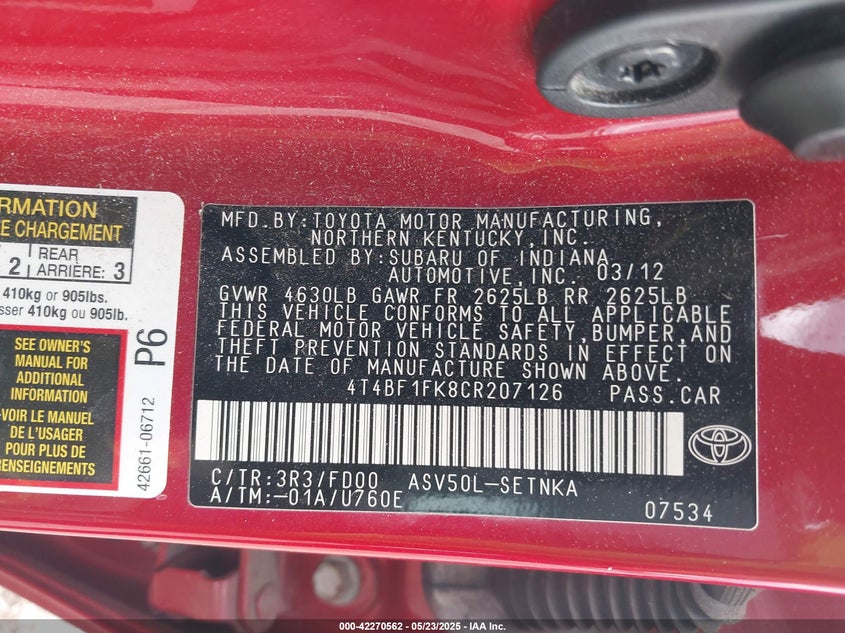 RMATION
E CHARGEMENT
2 REAR
ARRIÈRE: 3
410kg or 905lbs.
sser 410kg ou 905lb.
SEE OWNER'S
MANUAL FOR
ADDITIONAL
INFORMATION
VOIR LE MANUEL
DE L'USAGER
POUR PLUS DE
RENSEIGNEMENTS
P6
42661-06712
MFD.BY:TOYOTA MOTOR MANUFACTURING,
NORTHERN KENTUCKY,INC.
ASSEMBLED BY:SUBARU OF INDIANA
AUTOMOTIVE,INC. 03/12
GVWR 4630LB GAWR FR 2625LB RR 2625LB
THIS VEHICLE CONFORMS TO ALL APPLICABLE
FEDERAL MOTOR VEHICLE SAFETY,BUMPER,AND
THEFT PREVENTION STANDARDS IN EFFECT ON
THE DATE OF MANUFACTURE SHOWN ABOVE.
4T4BF1FK8CR207126 PASS.CAR
C/TR:3R3/FD00 ASV50L-SETNKA
A/TM:-01A/U760E
07534
000-42270562 - 05/23/2025 - IAA Inc.